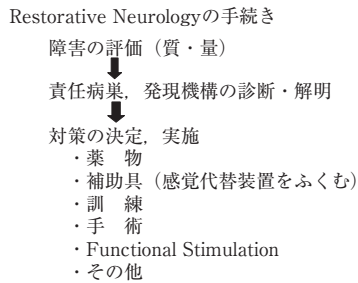 Restorative Neurologyの手続き
障害の評価（質・量）
責任病巣，発現機構の診断・解明
対策の決定，実施
・薬　物
・補助具（感覚代替装置をふくむ）
・訓　練
・手　術
・Functional Stimulation
・その他